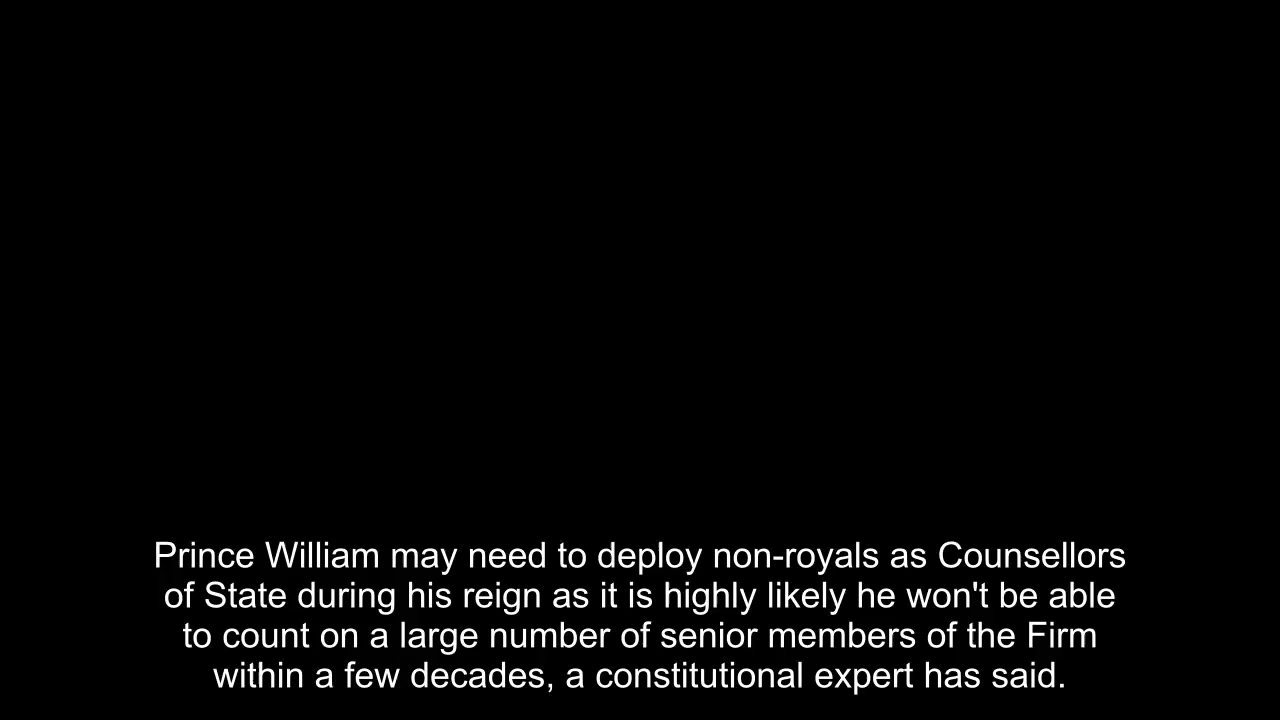 Prince William may need to deploy non-royals as Counsellors
of State during his reign as it is highly likely he won't be able
to count on a large number of senior members of the Firm
within a few decades, a constitutional expert has said.